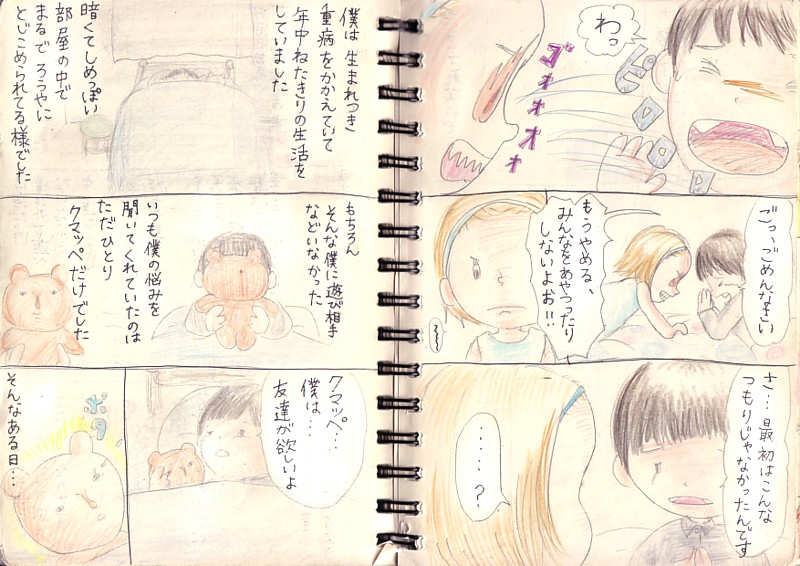 わっ
ゴォォォォ
ごっ、ごめんなさい
もうやめる、
みんなをあやつったり
しないよお!!
さ…最初はこんな
つもりじゃなかったんです
‥‥‥?
僕は 生まれつき
重病をかかえていて
年中ねたきりの生活を
していました
暗くてしめっぽい
部屋の中で
まるで ろうやに
とじこめられてる様でした
もちろん
そんな僕に遊び相手
などいなかった
いつも僕の悩みを
聞いてくれていたのは
ただひとり
クマッペだけでした
クマッペ…
僕は…
友達が欲しいよ
そんなある日…